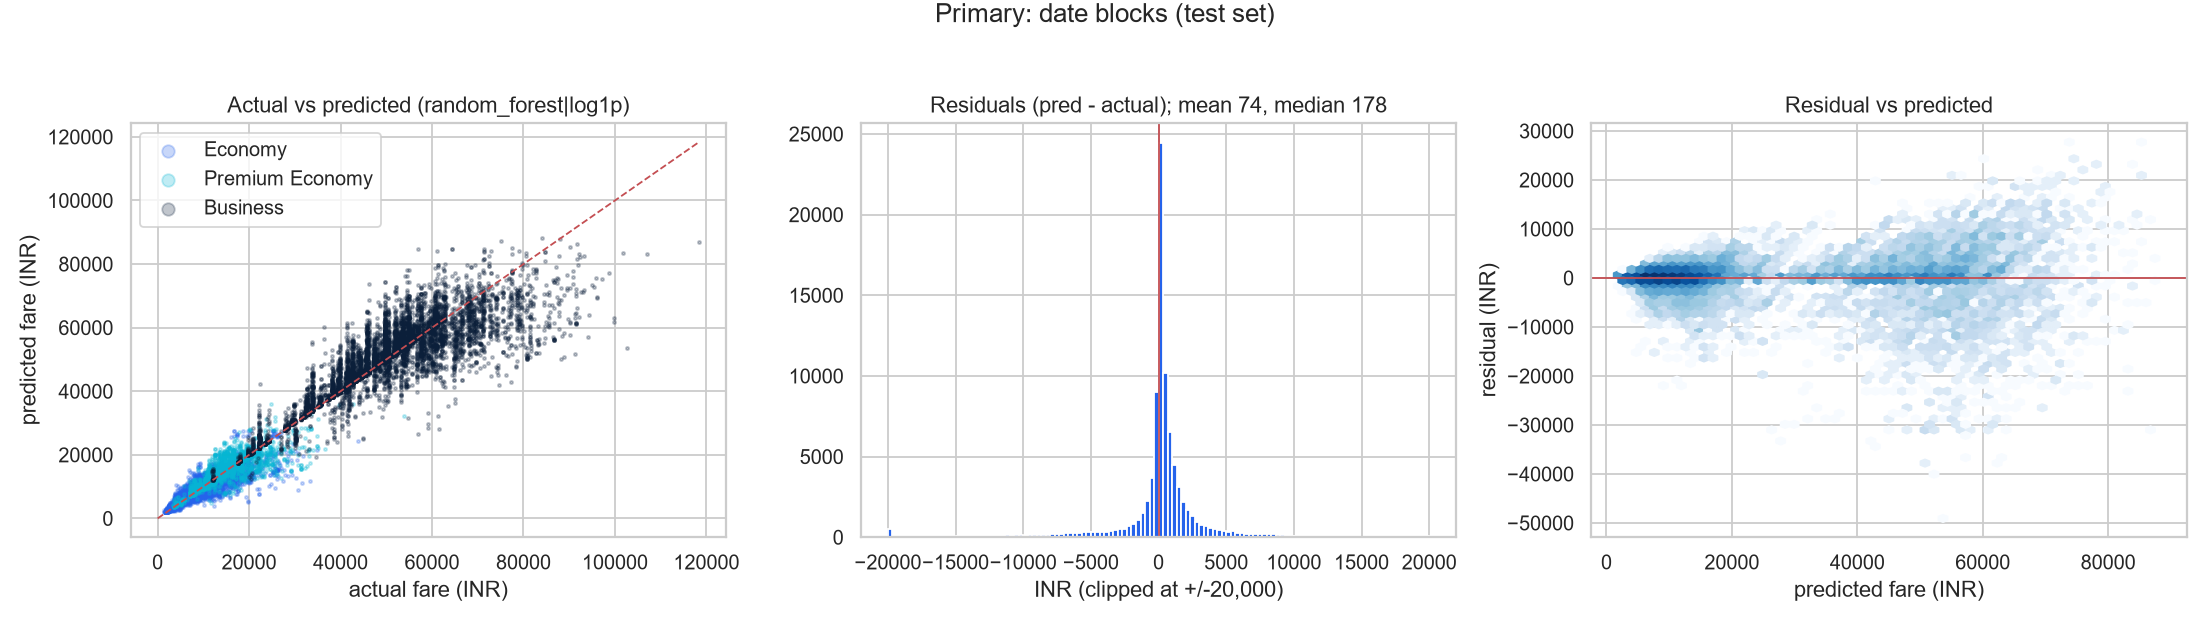 Primary: date blocks (test set)
Actual vs predicted (random_forest|log1p)
120000
100000
80000
60000
40000
20000
0
predicted fare (INR)
Economy
Premium Economy
Business
0 20000 40000 60000 80000 100000 120000
actual fare (INR)
Residuals (pred - actual); mean 74, median 178
25000
20000
15000
10000
5000
0
−20000 −15000 −10000 −5000 0 5000 10000 15000 20000
INR (clipped at +/-20,000)
Residual vs predicted
30000
20000
10000
0
−10000
−20000
−30000
−40000
−50000
residual (INR)
0 20000 40000 60000 80000
predicted fare (INR)